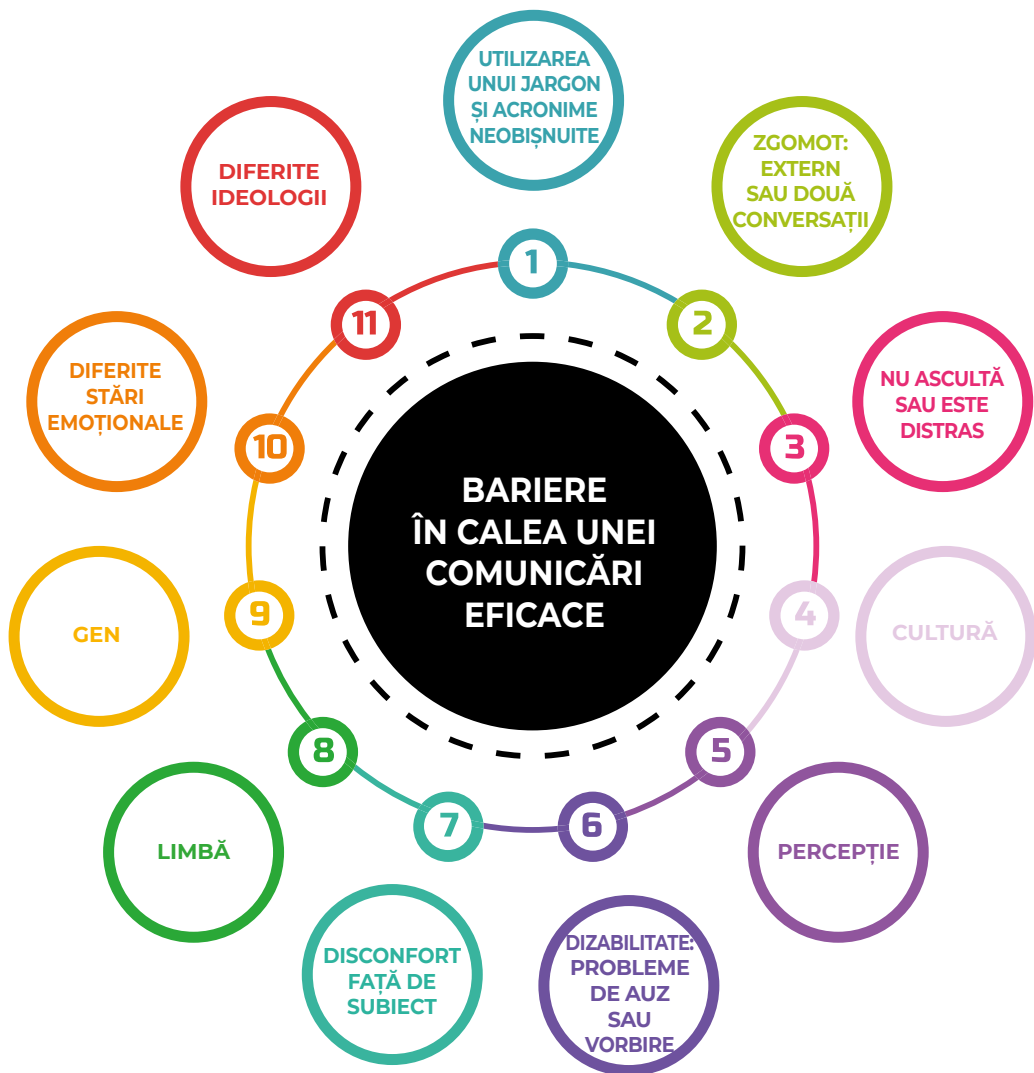 BARIERE
ÎN CALEA UNEI
COMUNICĂRI
EFICACE
1
UTILIZAREA
UNUI JARGON
ȘI ACRONIME
NEOBIȘNUITE
2
ZGOMOT:
EXTERN
SAU DOUĂ
CONVERSAȚII
3
NU ASCULTĂ
SAU ESTE
DISTRAS
4
CULTURĂ
5
PERCEPȚIE
6
DIZABILITATE:
PROBLEME
DE AUZ
SAU
VORBIRE
7
DISCONFORT
FAȚĂ DE
SUBIECT
8
LIMBĂ
9
GEN
10
DIFERITE
STĂRI
EMOȚIONALE
11
DIFERITE
IDEOLOGII